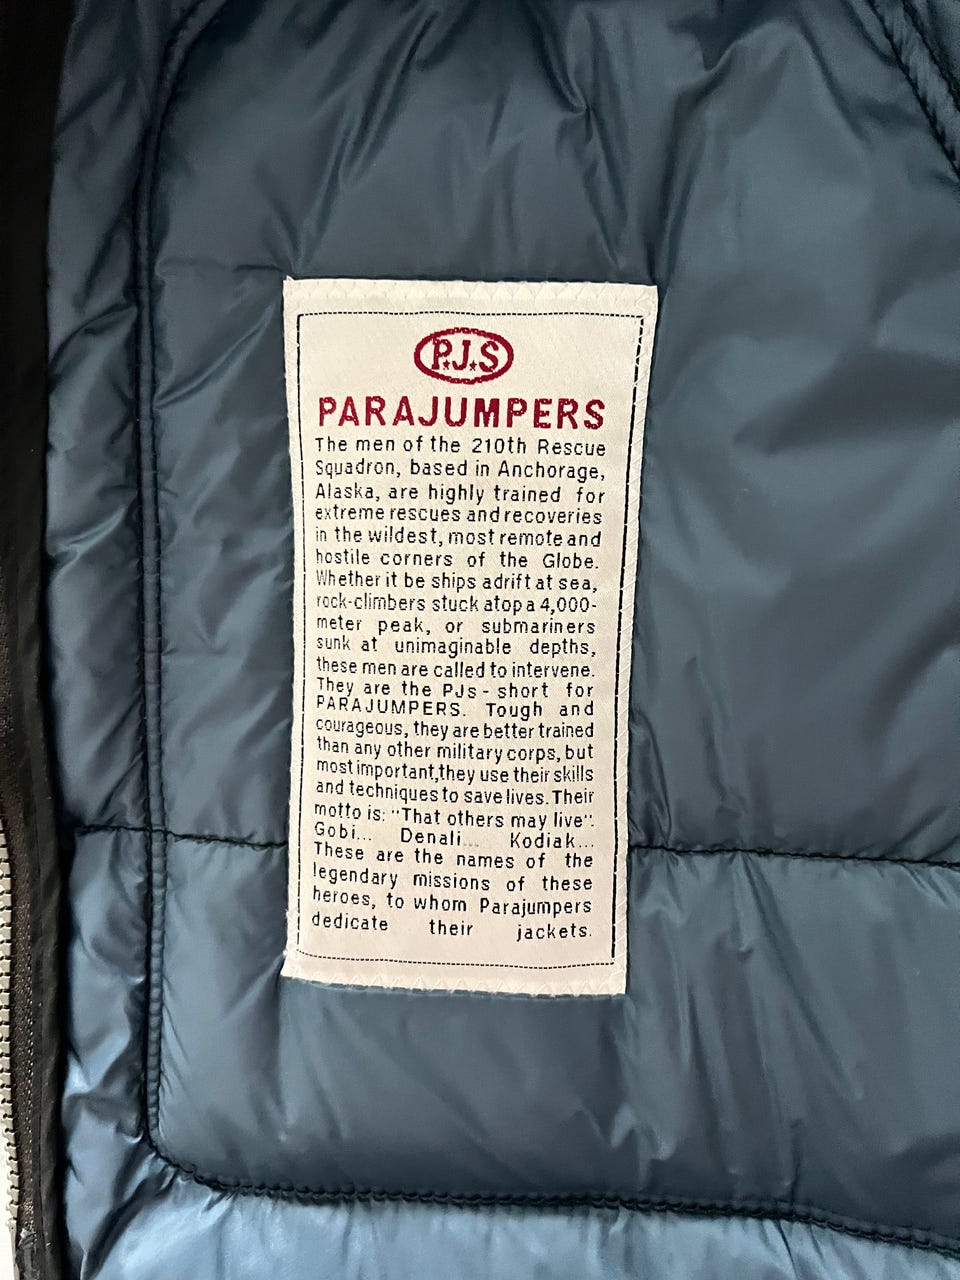 P.J.S
PARAJUMPERS
The men of the 210th Rescue
Squadron, based in Anchorage,
Alaska, are highly trained for
extreme rescues and recoveries
in the wildest, most remote and
hostile corners of the Globe.
Whether it be ships adrift at sea,
rock-climbers stuck atop a 4,000-
meter peak, or submariners
sunk at unimaginable depths,
these men are called to intervene.
They are the PJs - short for
PARAJUMPERS. Tough and
courageous, they are better trained
than any other military corps, but
most important,they use their skills
and techniques to save lives. Their
motto is: "That others may live".
Gobi... Denali... Kodiak...
These are the names of the
legendary missions of these
heroes, to whom Parajumpers
dedicate their jackets.